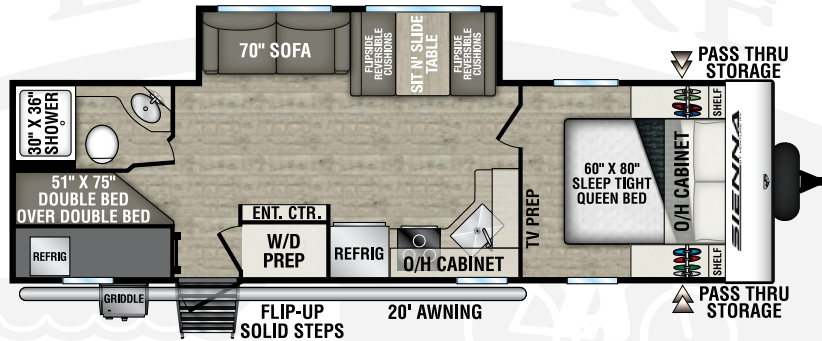 70" SOFA
FLIPSIDE
REVERSIBLE
CUSHIONS
SIT N' SLIDE
TABLE
FLIPSIDE
REVERSIBLE
CUSHIONS
PASS THRU
STORAGE
30" X 36"
SHOWER
SHELF
51" X 75"
DOUBLE BED
OVER DOUBLE BED
60" X 80"
SLEEP TIGHT
QUEEN BED
O/H CABINET
SIENNA
TV PREP
ENT. CTR.
W/D
PREP
REFRIG
O/H CABINET
REFRIG
SHELF
GRIDDLE
FLIP-UP
SOLID STEPS
20' AWNING
PASS THRU
STORAGE